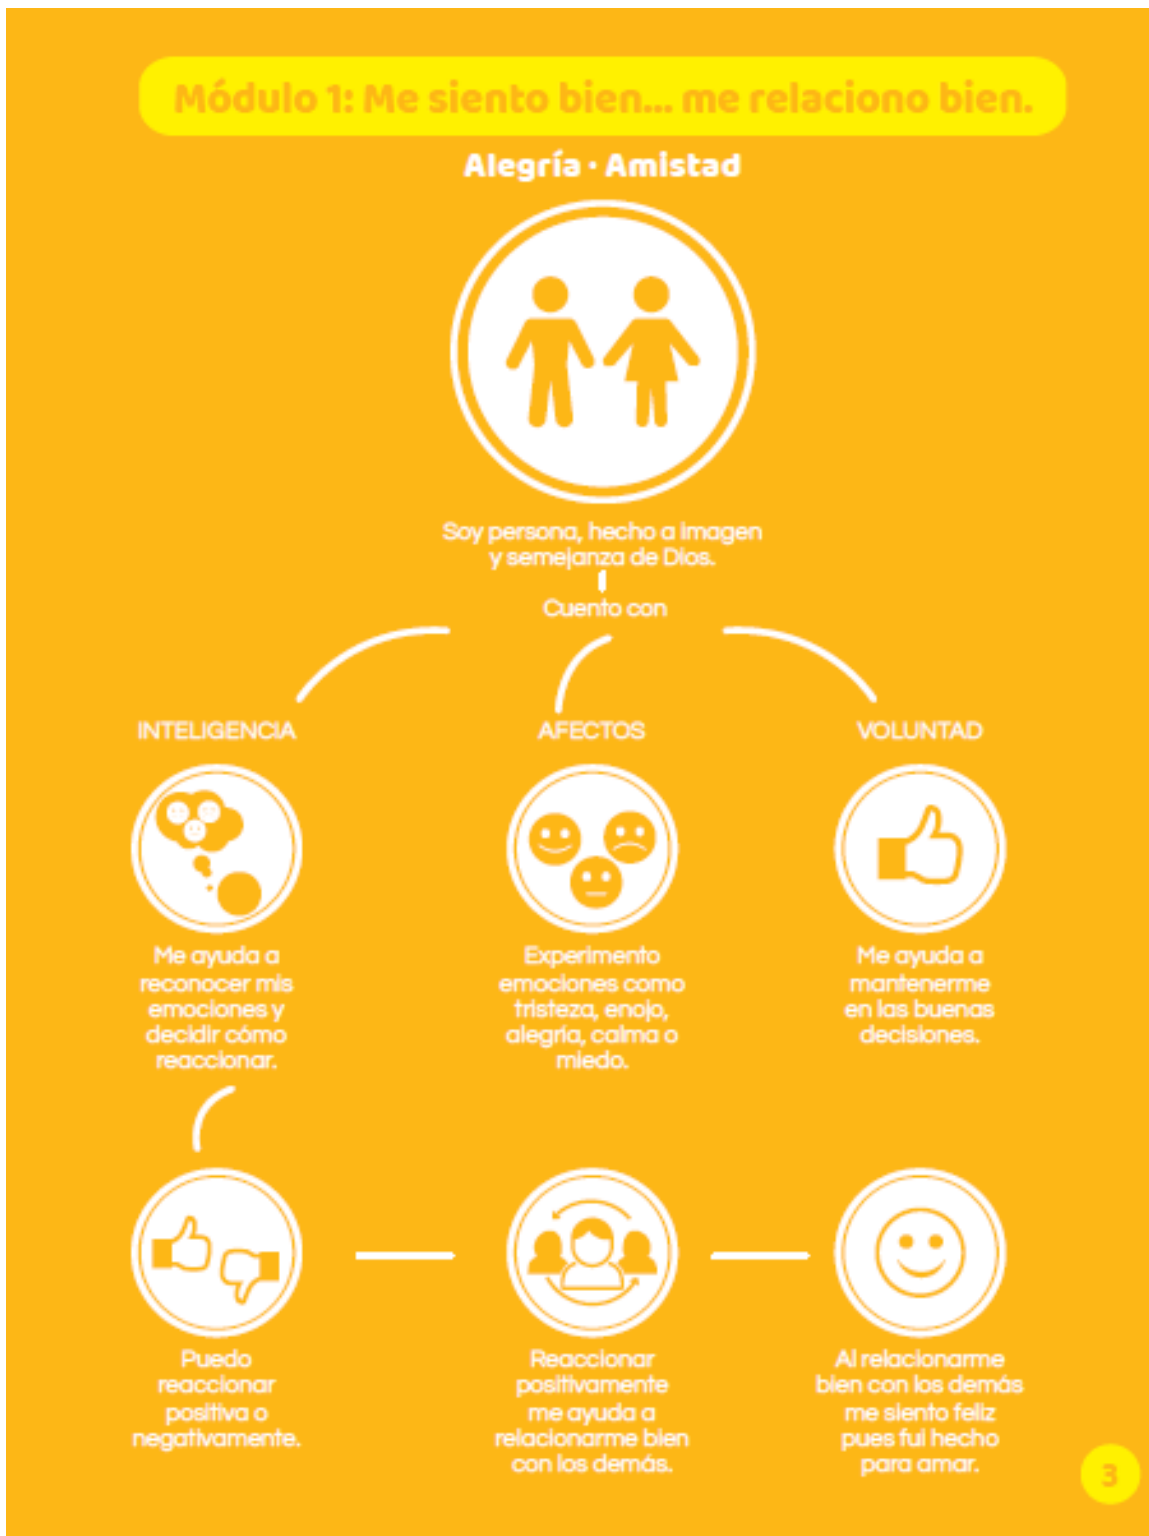 Módulo 1: Me siento bien... me relaciono bien.
Alegría · Amistad
Soy persona, hecho a imagen
y semejanza de Dios.
Cuento con
INTELIGENCIA
Me ayuda a
reconocer mis
emociones y
decidir cómo
reaccionar.
AFECTOS
Experimento
emociones como
tristeza, enojo,
alegría, calma o
miedo.
VOLUNTAD
Me ayuda a
mantenerme
en las buenas
decisiones.
Puedo
reaccionar
positiva o
negativamente.
Reaccionar
positivamente
me ayuda a
relacionarme bien
con los demás.
Al relacionarme
bien con los demás
me siento feliz
pues fui hecho
para amar.
3